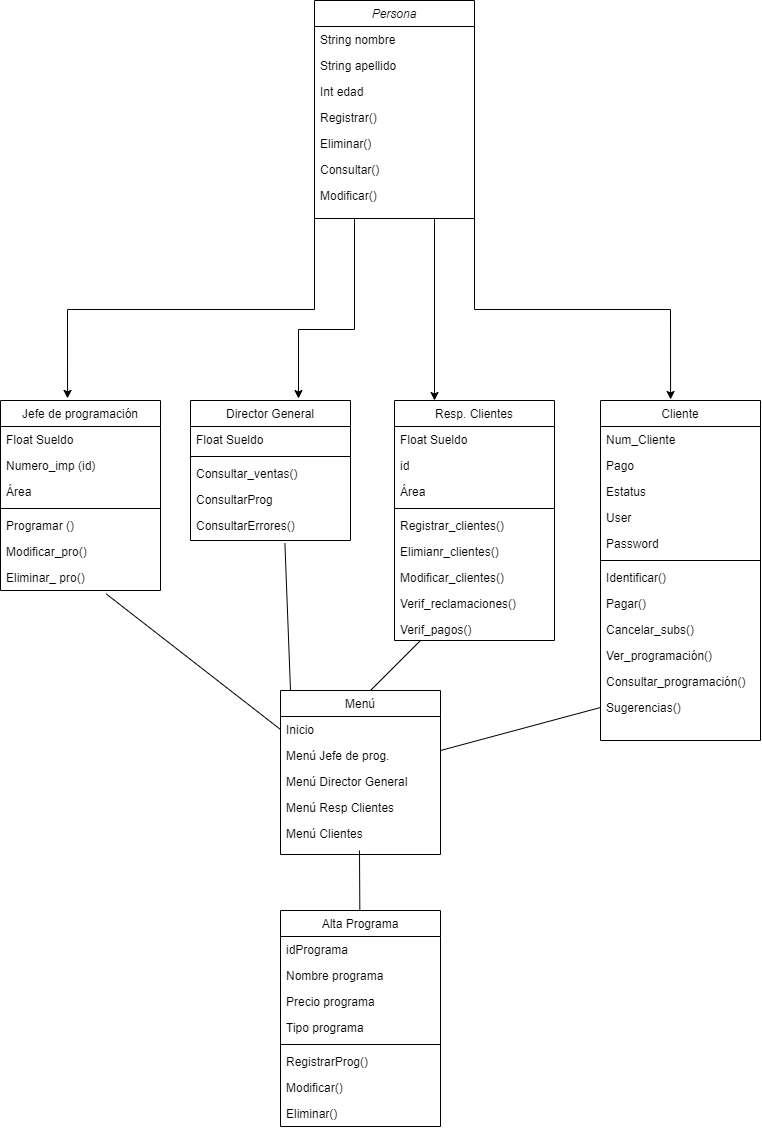 Persona
String nombre
String apellido
Int edad
Registrar()
Eliminar()
Consultar()
Modificar()
Jefe de programación
Float Sueldo
Numero_imp (id)
Área
Programar ()
Modificar_pro()
Eliminar_ pro()
Director General
Float Sueldo
Consultar_ventas()
ConsultarProg
ConsultarErrores()
Resp. Clientes
Float Sueldo
id
Área
Registrar_clientes()
Elimianr_clientes()
Modificar_clientes()
Verif_reclamaciones()
Verif_pagos()
Cliente
Num_Cliente
Pago
Estatus
User
Password
Identificar()
Pagar()
Cancelar_subs()
Ver_programación()
Consultar_programación()
Sugerencias()
Menú
Inicio
Menú Jefe de prog.
Menú Director General
Menú Resp Clientes
Menú Clientes
Alta Programa
idPrograma
Nombre programa
Precio programa
Tipo programa
RegistrarProg()
Modificar()
Eliminar()